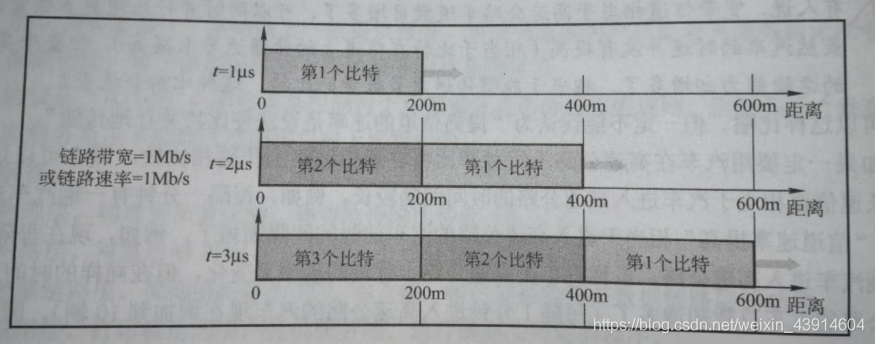 t=1μs
第1个比特
0
200m
400m
600m
距离
链路带宽=1Mb/s
或链路速率=1Mb/s
t=2μs
第2个比特
第1个比特
0
200m
400m
600m
距离
t=3μs
第3个比特
第2个比特
第1个比特
0
200m
400m
600m
距离
https://blog.csdn.net/weixin_43914604